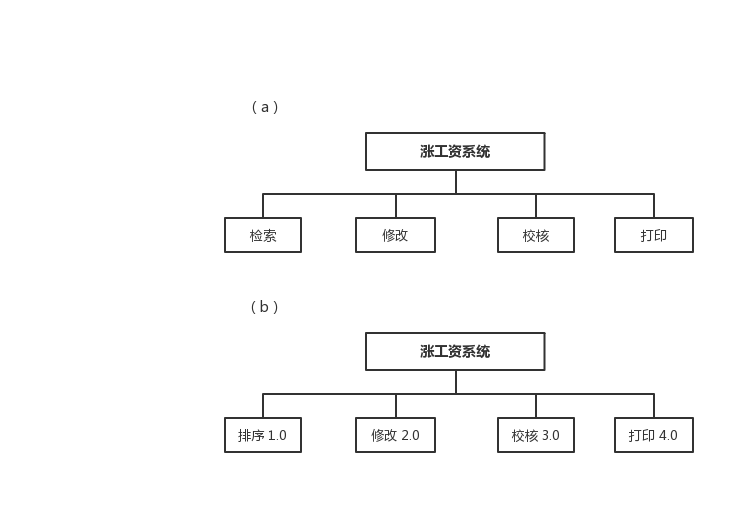 （a）
涨工资系统
检索 修改 校核 打印
（b）
涨工资系统
排序 1.0 修改 2.0 校核 3.0 打印 4.0